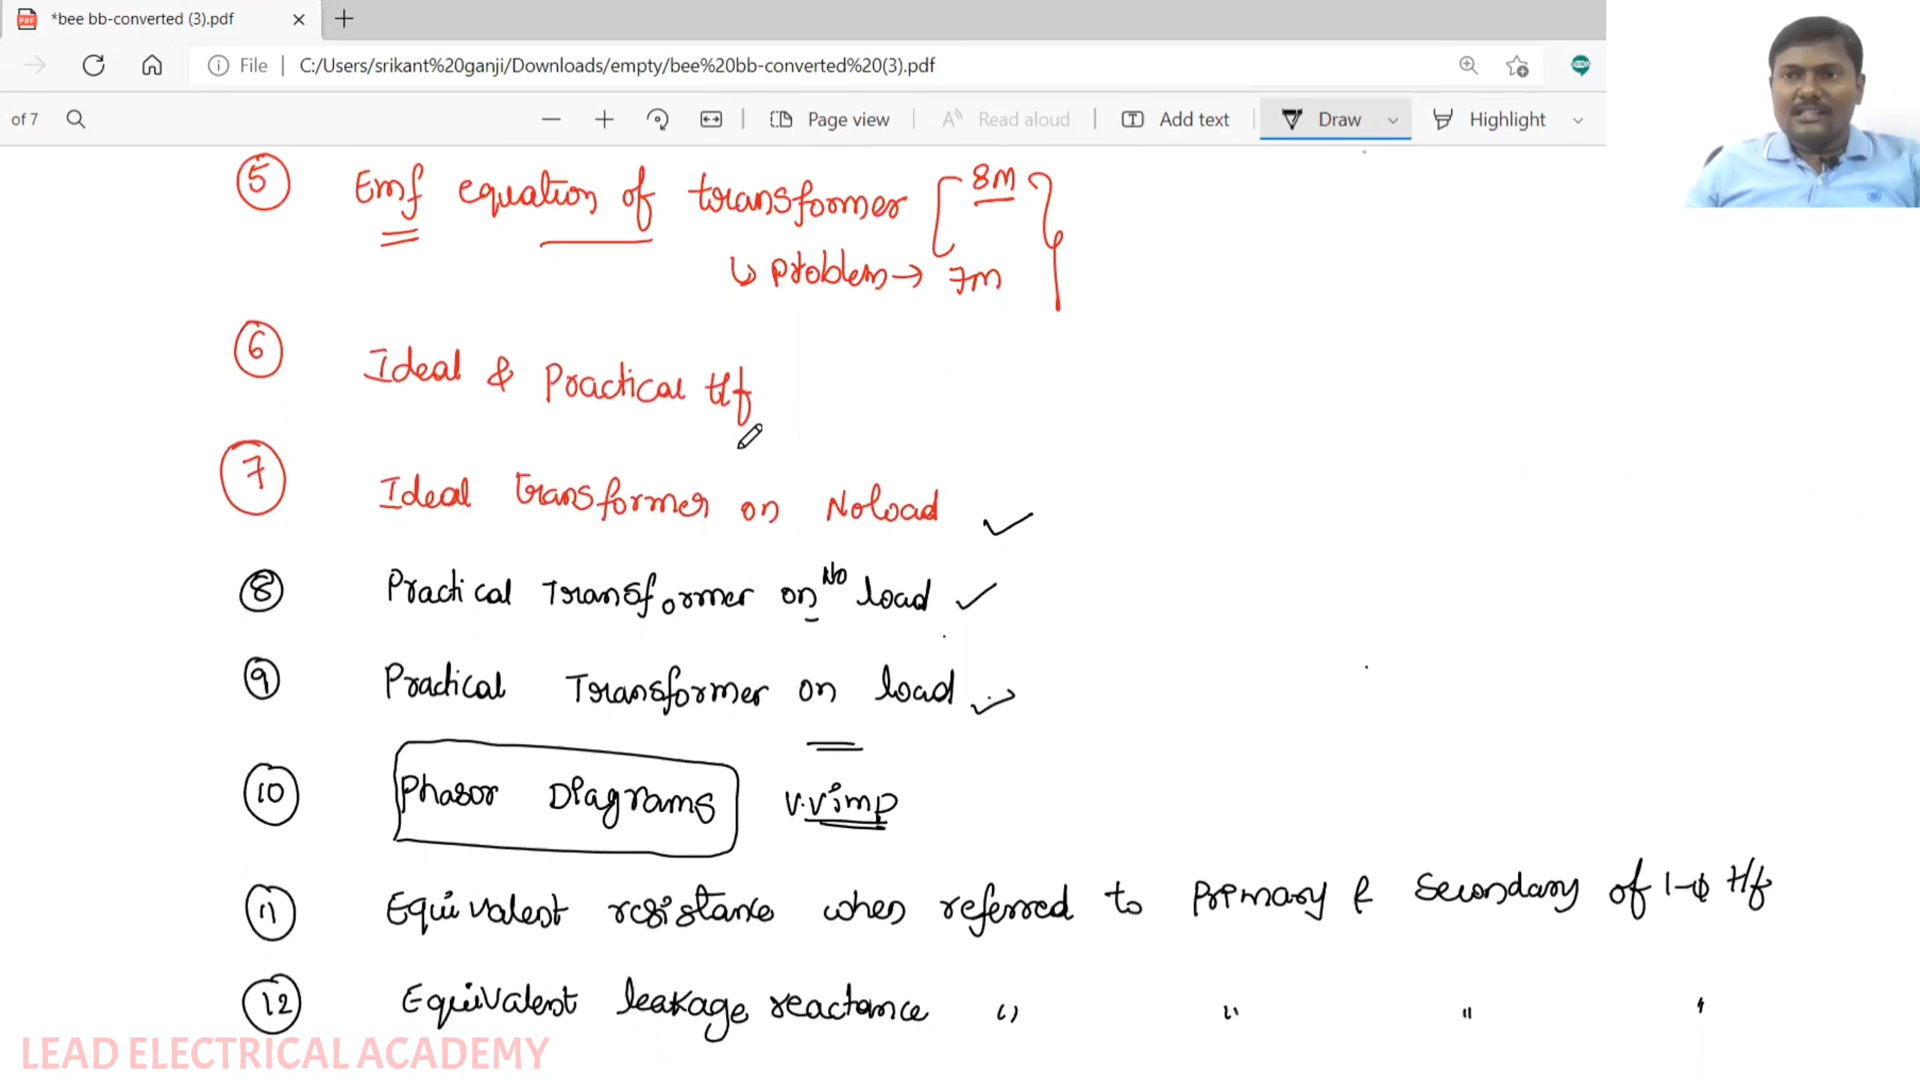 *bee bb-converted (3).pdf
File | C:/Users/srikant%20ganji/Downloads/empty/bee%20bb-converted%20(3).pdf
of 7 Page view Read aloud Add text Draw Highlight
5 Emf equation of transformer [8M
↳ problem → 7m
6 Ideal & Practical t/f
7 Ideal transformer on Noload ✓
8 Practical Transformer on No load ✓
9 Practical Transformer on load ✓
10 Phasor Diagrams v.v imp
11 Equivalent resistance when referred to Primary & Secondary of 1-ϕ t/f
12 Equivalent leakage reactance " " " "
LEAD ELECTRICAL ACADEMY